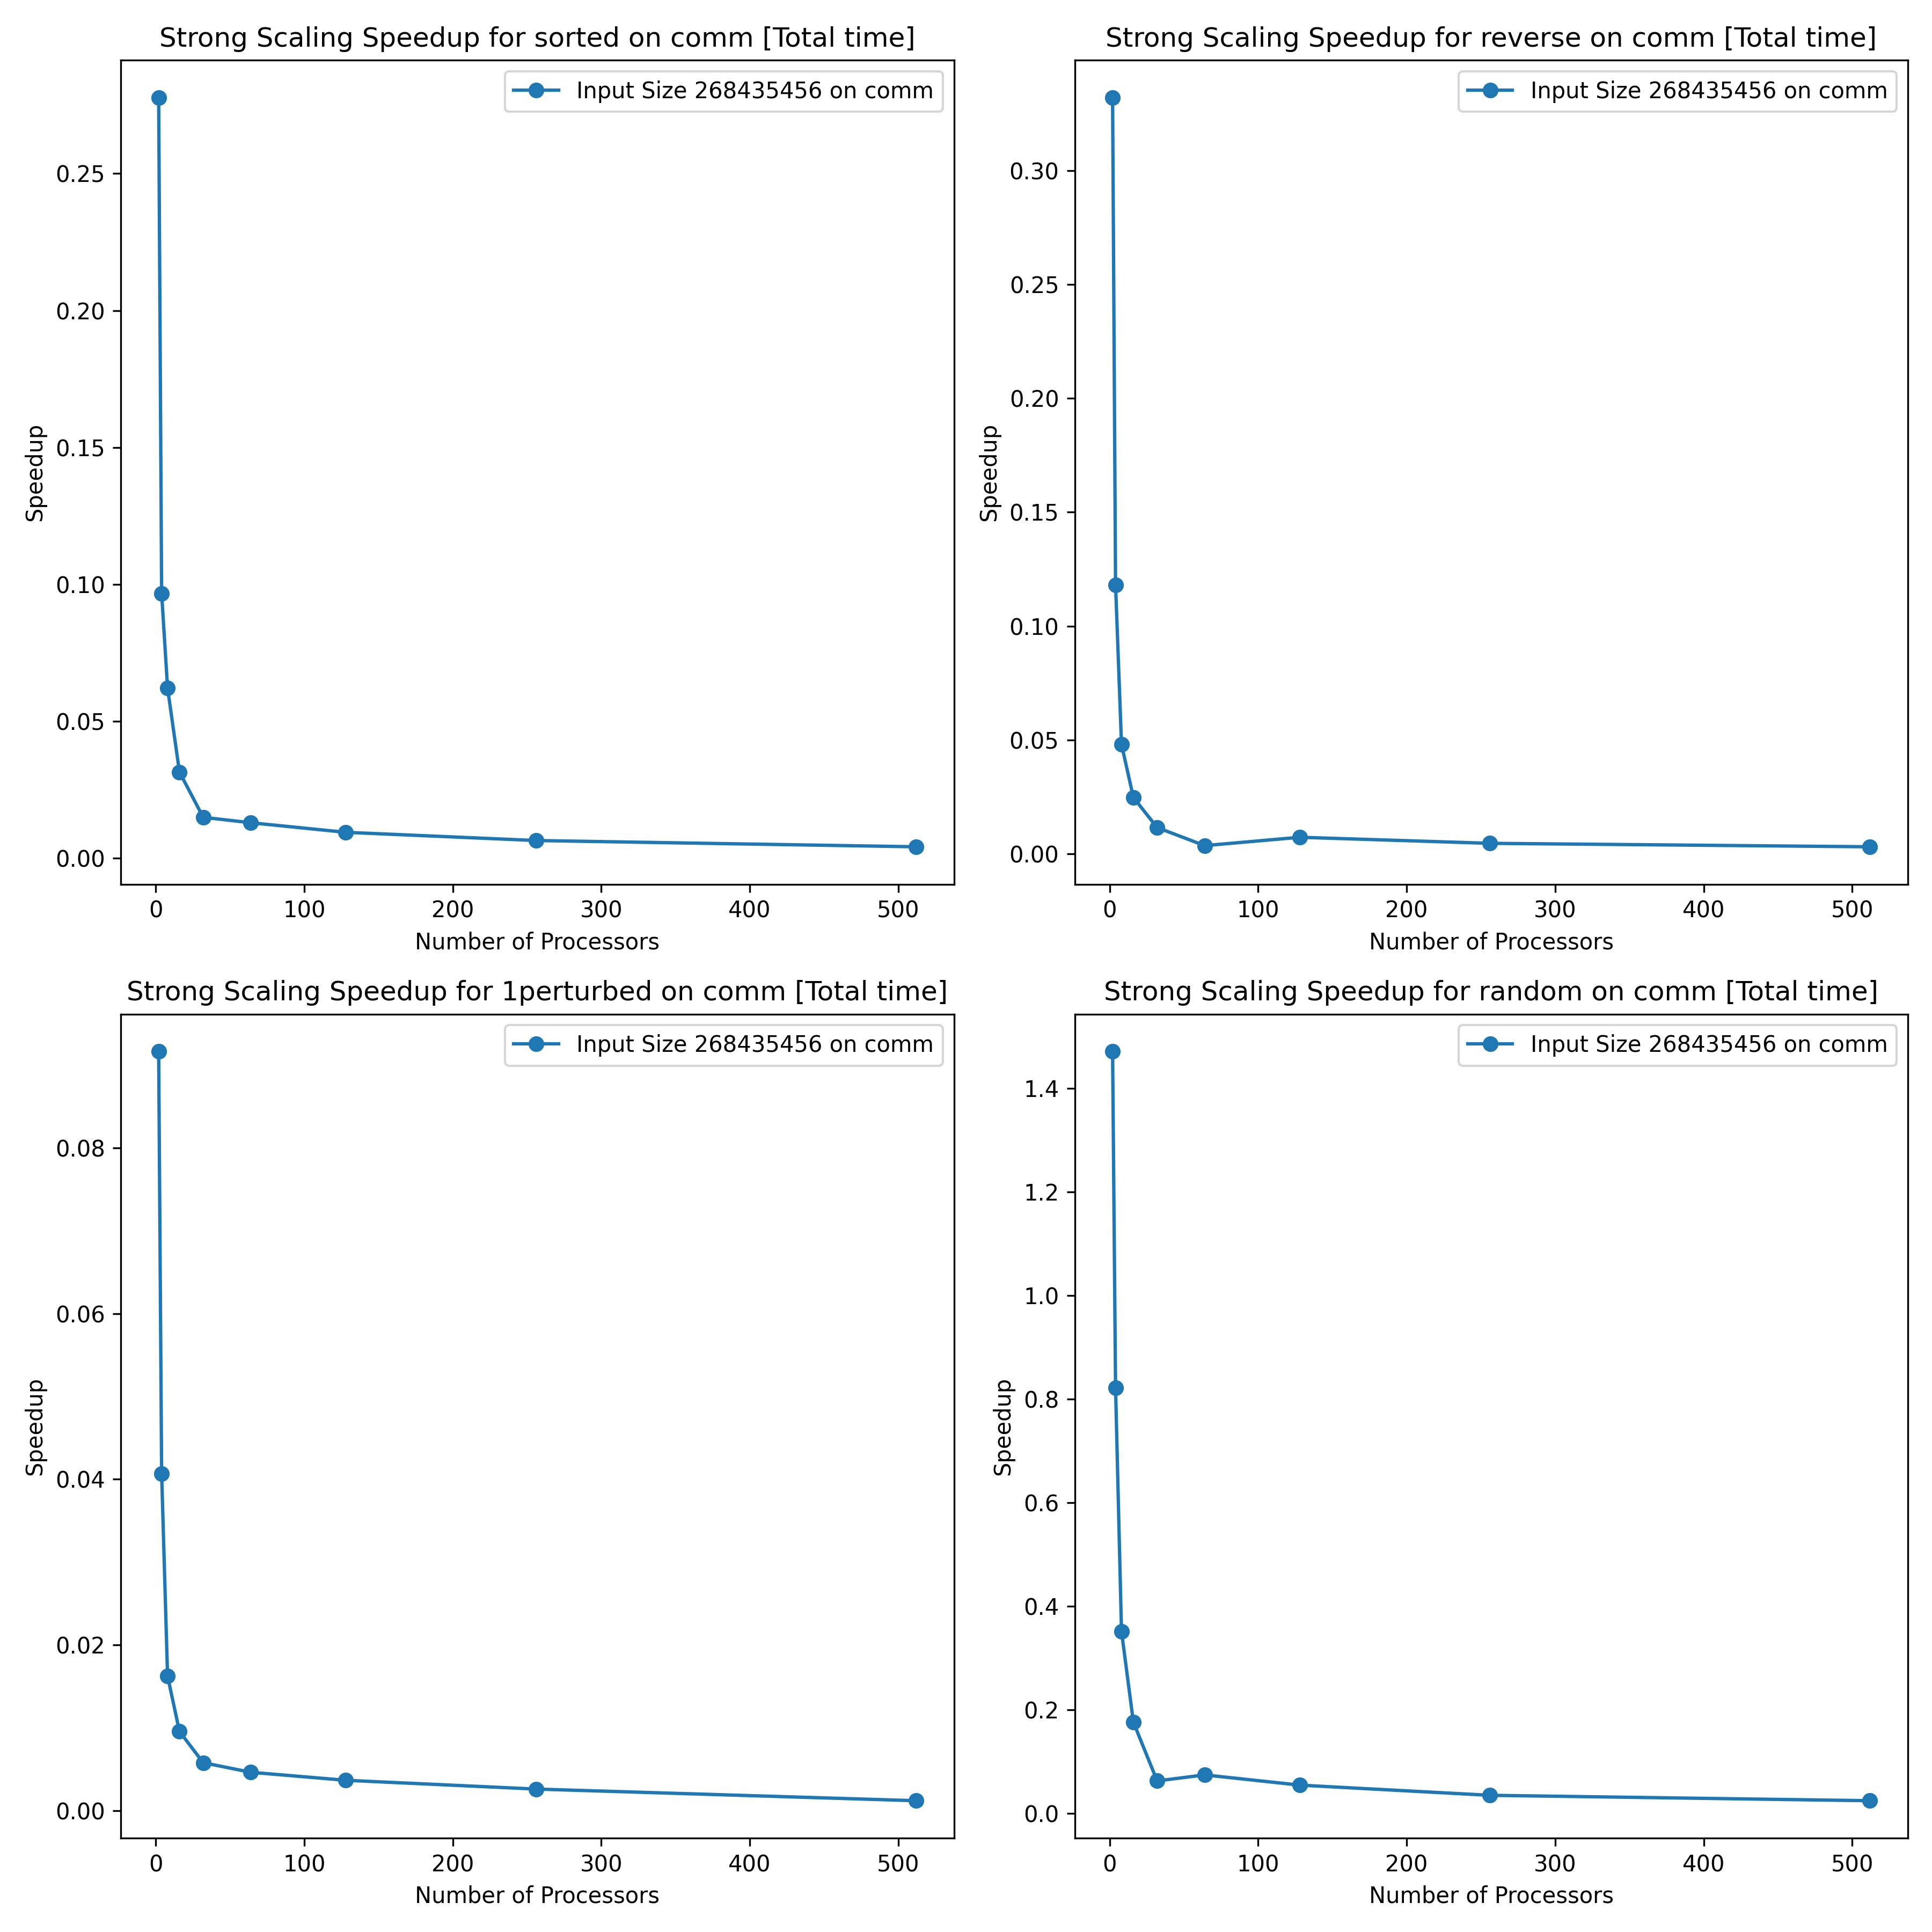 Strong Scaling Speedup for sorted on comm [Total time]
Input Size 268435456 on comm
0.25
0.20
0.15
0.10
0.05
0.00
Speedup
0 100 200 300 400 500
Number of Processors
Strong Scaling Speedup for reverse on comm [Total time]
Input Size 268435456 on comm
0.30
0.25
0.20
0.15
0.10
0.05
0.00
Speedup
0 100 200 300 400 500
Number of Processors
Strong Scaling Speedup for 1perturbed on comm [Total time]
Input Size 268435456 on comm
0.08
0.06
0.04
0.02
0.00
Speedup
0 100 200 300 400 500
Number of Processors
Strong Scaling Speedup for random on comm [Total time]
Input Size 268435456 on comm
1.4
1.2
1.0
0.8
0.6
0.4
0.2
0.0
Speedup
0 100 200 300 400 500
Number of Processors